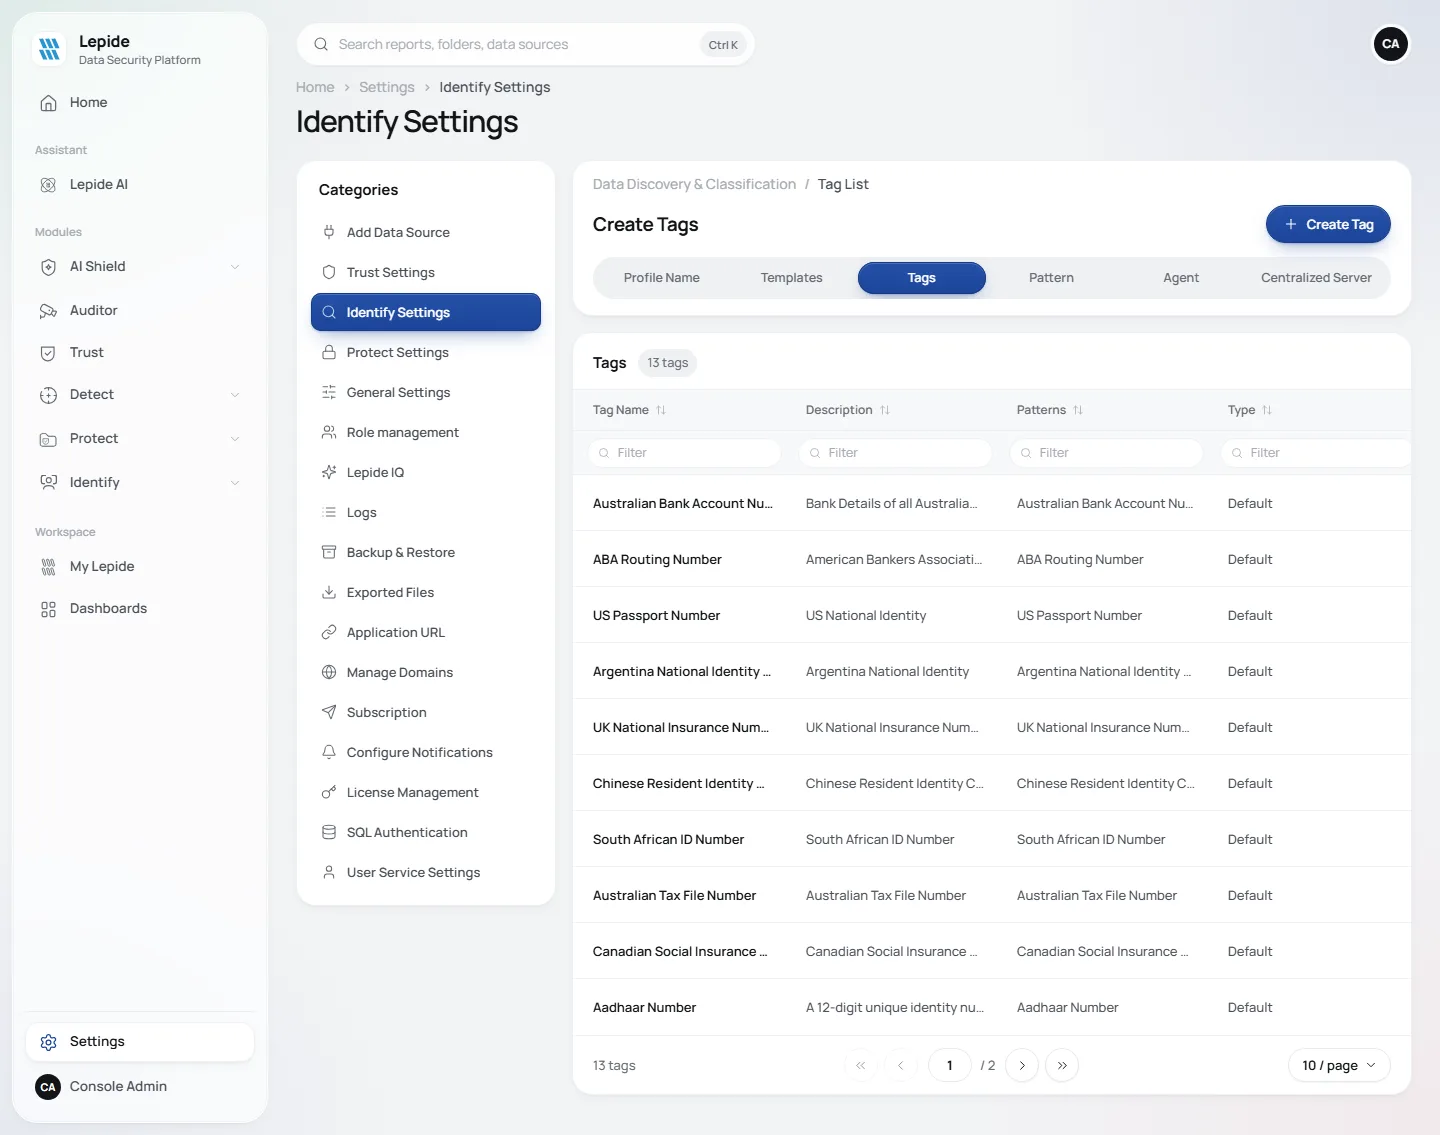 Lepide
Data Security Platform
Home
Assistant
Lepide AI
Modules
AI Shield
Auditor
Trust
Detect
Protect
Identify
Workspace
My Lepide
Dashboards
Settings
CA Console Admin
Search reports, folders, data sources Ctrl K
CA
Home > Settings > Identify Settings
Identify Settings
Categories
Add Data Source
Trust Settings
Identify Settings
Protect Settings
General Settings
Role management
Lepide IQ
Logs
Backup & Restore
Exported Files
Application URL
Manage Domains
Subscription
Configure Notifications
License Management
SQL Authentication
User Service Settings
Data Discovery & Classification / Tag List
Create Tags
+ Create Tag
Profile Name Templates Tags Pattern Agent Centralized Server
Tags 13 tags
Tag Name Description Patterns Type
Filter Filter Filter Filter
Australian Bank Account Nu... Bank Details of all Australia... Australian Bank Account Nu... Default
ABA Routing Number American Bankers Associati... ABA Routing Number Default
US Passport Number US National Identity US Passport Number Default
Argentina National Identity ... Argentina National Identity Argentina National Identity ... Default
UK National Insurance Num... UK National Insurance Num... UK National Insurance Num... Default
Chinese Resident Identity ... Chinese Resident Identity C... Chinese Resident Identity C... Default
South African ID Number South African ID Number South African ID Number Default
Australian Tax File Number Australian Tax File Number Australian Tax File Number Default
Canadian Social Insurance ... Canadian Social Insurance ... Canadian Social Insurance ... Default
Aadhaar Number A 12-digit unique identity nu... Aadhaar Number Default
13 tags « < 1 / 2 > » 10 / page